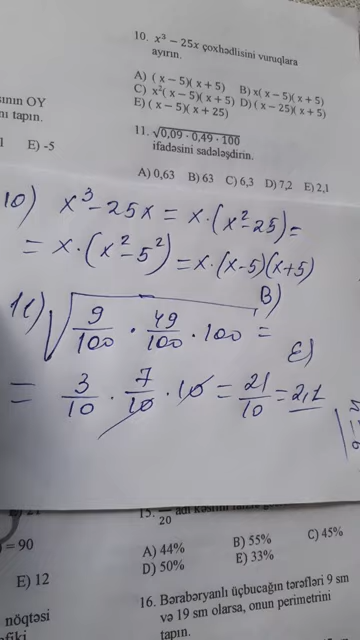 10. x³ − 25x çoxhədlisini vuruqlara
ayırın.
A) (x − 5)(x + 5) B) x(x − 5)(x + 5)
C) x²(x − 5)(x + 5) D) (x − 25)(x + 5)
E) (x − 5)(x + 25)
OY
tapın.
E) -5
11. √0,09 · 0,49 · 100
ifadəsini sadələşdirin.
A) 0,63 B) 63 C) 6,3 D) 7,2 E) 2,1
10) x³ − 25x = x · (x² − 25) =
= x · (x² − 5²) = x · (x − 5)(x + 5)
B)
11) √9/100 · 49/100 · 100 =
E)
= 3/10 · 7/10 · 10 = 21/10 = 2,1
15. /20
= 90
E) 12
nöqtəsi
A) 44% B) 55% C) 45%
D) 50% E) 33%
16. Bərabəryanlı üçbucağın tərəfləri 9 sm
və 19 sm olarsa, onun perimetrini
tapın.